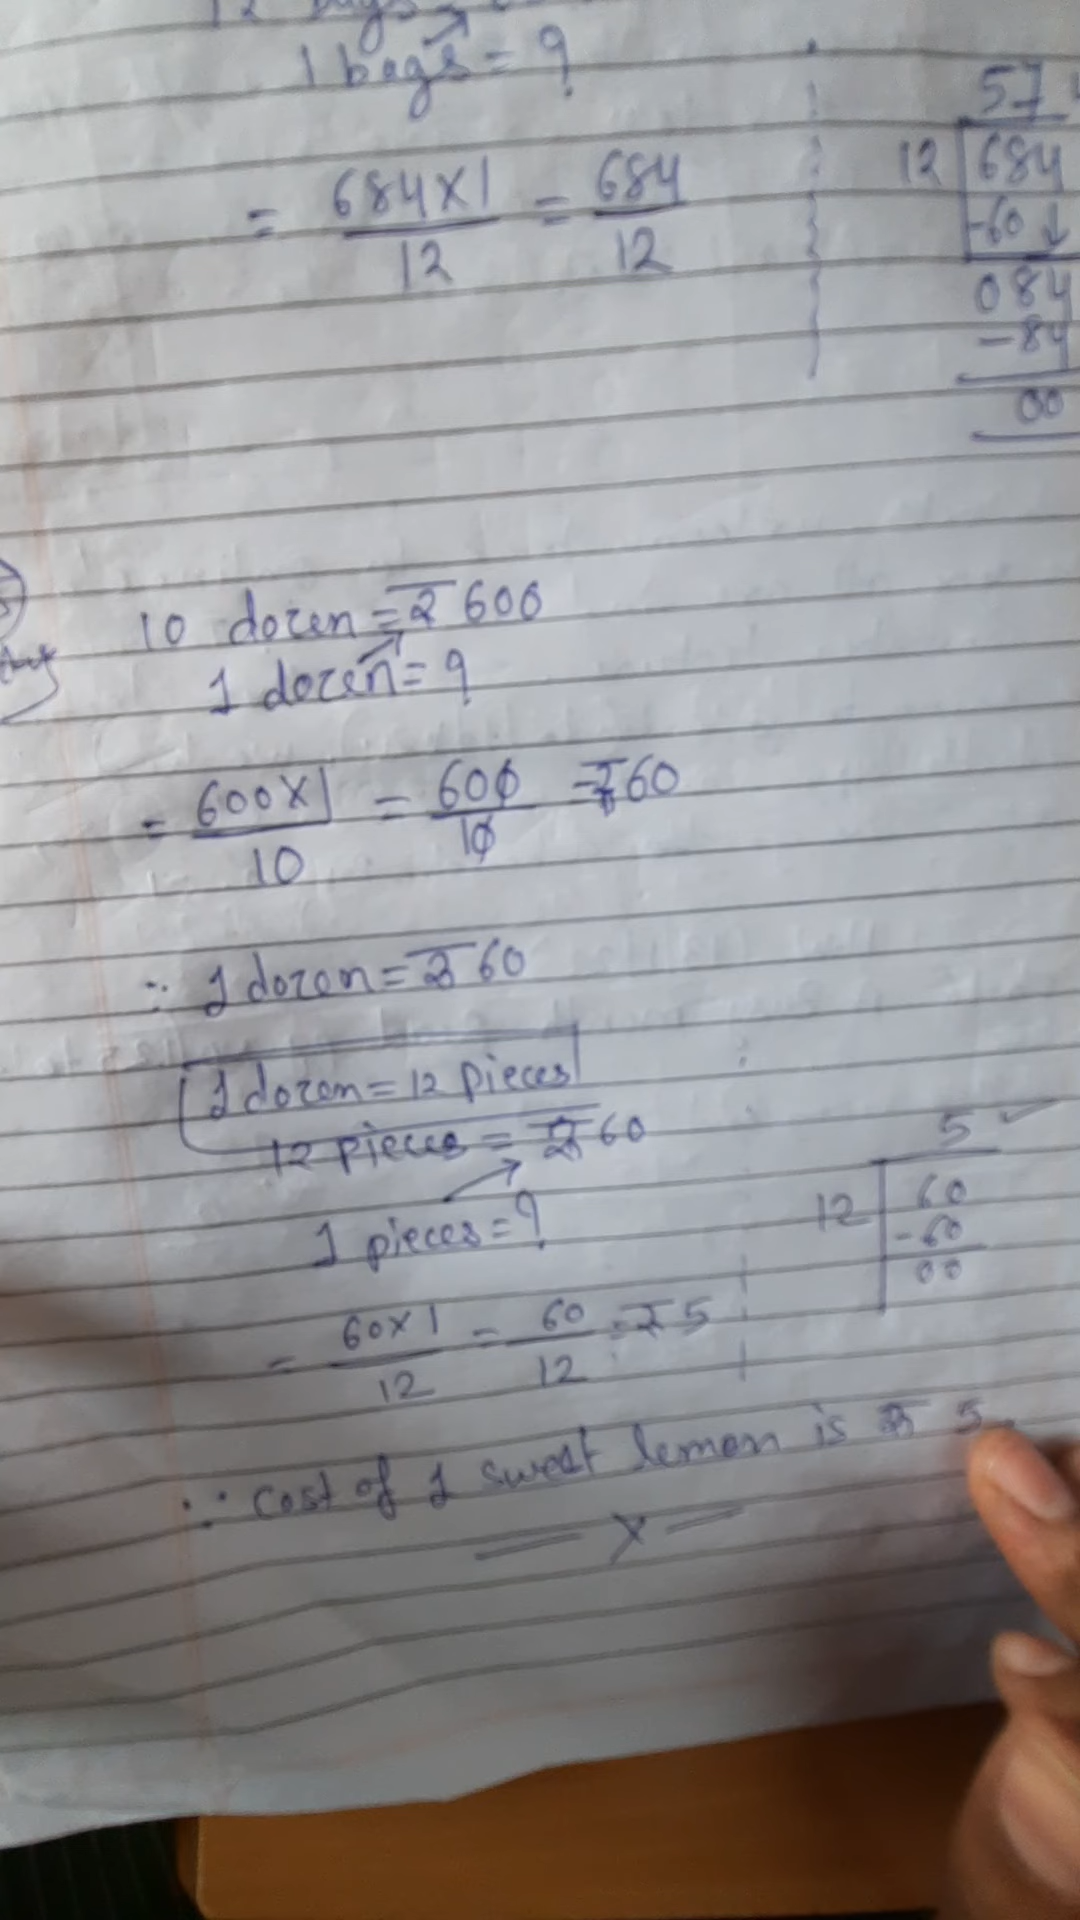 1 bags = ?
= 684×1/12 = 684/12
57
12 684
-60 ↓
084
-84
00
10 dozen = ₹ 600
1 dozen = ?
= 600×1/10 = 600/10 = ₹60
∴ 1 dozen = ₹ 60
1 dozen = 12 pieces
12 pieces = ₹ 60
1 pieces = ?
5 ✓
12 60
-60
00
= 60×1/12 = 60/12 = ₹ 5
∴ cost of 1 sweet lemon is ₹ 5
== x —